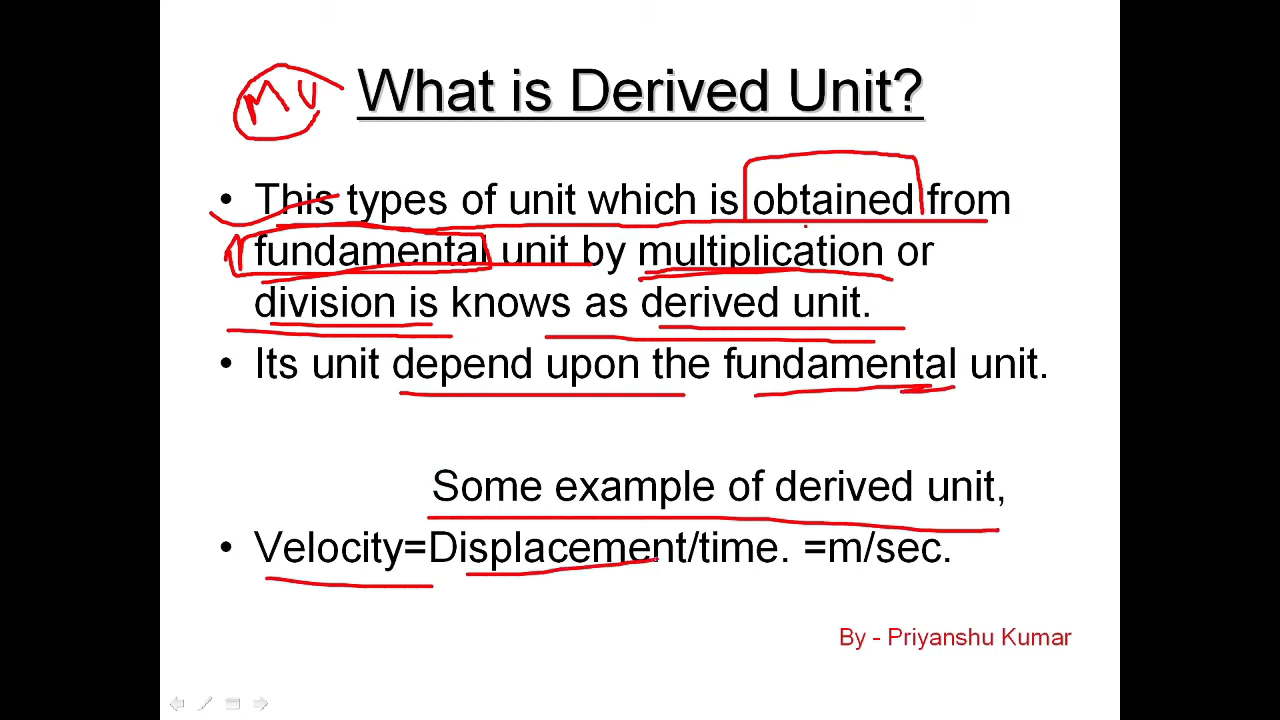 MU
What is Derived Unit?
• This types of unit which is obtained from
fundamental unit by multiplication or
division is knows as derived unit.
• Its unit depend upon the fundamental unit.
Some example of derived unit,
• Velocity=Displacement/time. =m/sec.
By - Priyanshu Kumar